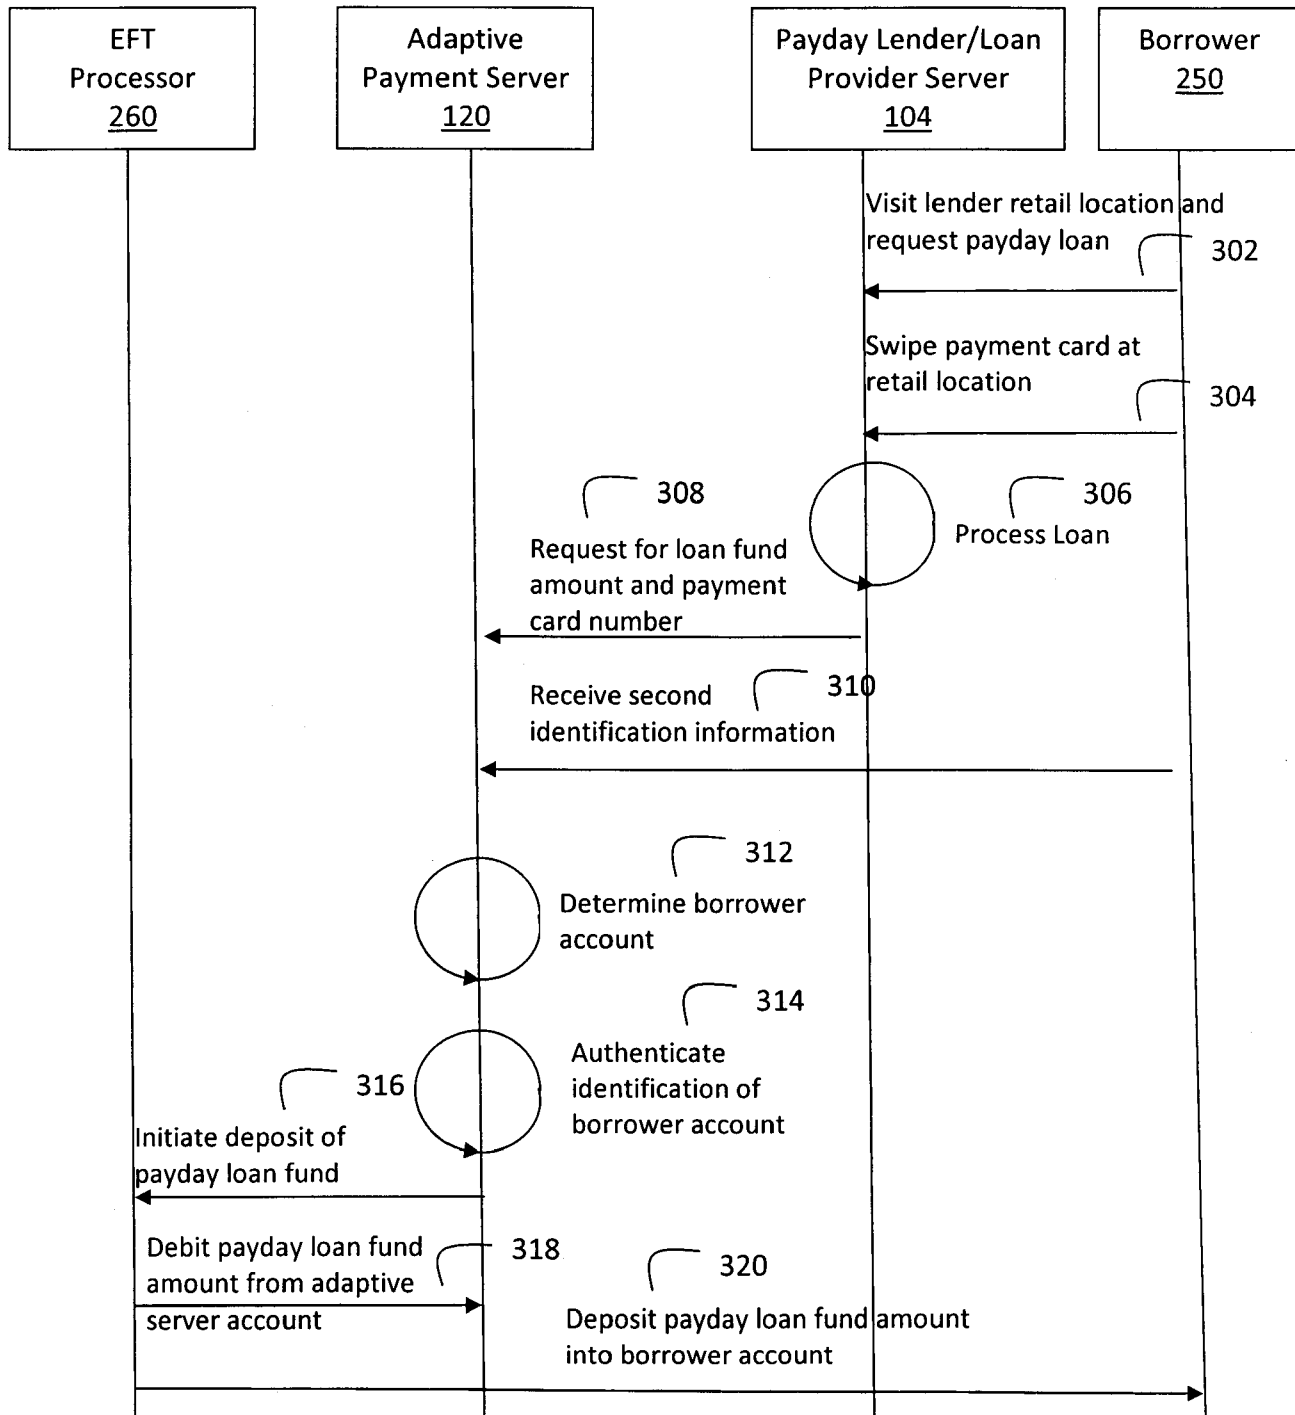 EFT
Processor
260
Adaptive
Payment Server
120
Payday Lender/Loan
Provider Server
104
Borrower
250
Visit lender retail location and
request payday loan
302
Swipe payment card at
retail location
304
308
306
Process Loan
Request for loan fund
amount and payment
card number
310
Receive second
identification information
312
Determine borrower
account
314
Authenticate
identification of
borrower account
316
Initiate deposit of
payday loan fund
Debit payday loan fund
amount from adaptive
server account
318
320
Deposit payday loan fund amount
into borrower account